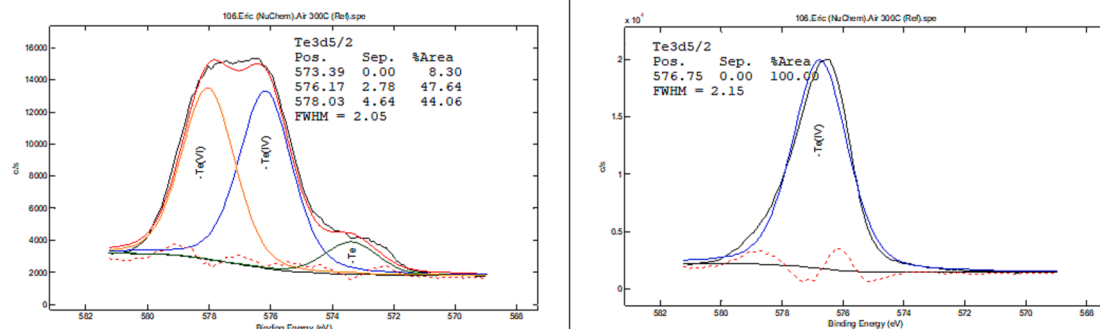 106.Eric (NuChem).Air 300C (Ref).spe
16000
14000
12000
10000
8000
6000
4000
2000
0
c/s
Te3d5/2
Pos. Sep. %Area
573.39 0.00 8.30
576.17 2.78 47.64
578.03 4.64 44.06
FWHM = 2.05
-Te(VI)
-Te(IV)
-Te
582 580 578 576 574 572 570 568
Binding Energy (eV)
106.Eric (NuChem).Air 300C (Ref).spe
2
1.5
1
0.5
0
c/s
Te3d5/2
Pos. Sep. %Area
576.75 0.00 100.00
FWHM = 2.15
-Te(IV)
582 580 578 576 574 572 570 568
Binding Energy (eV)